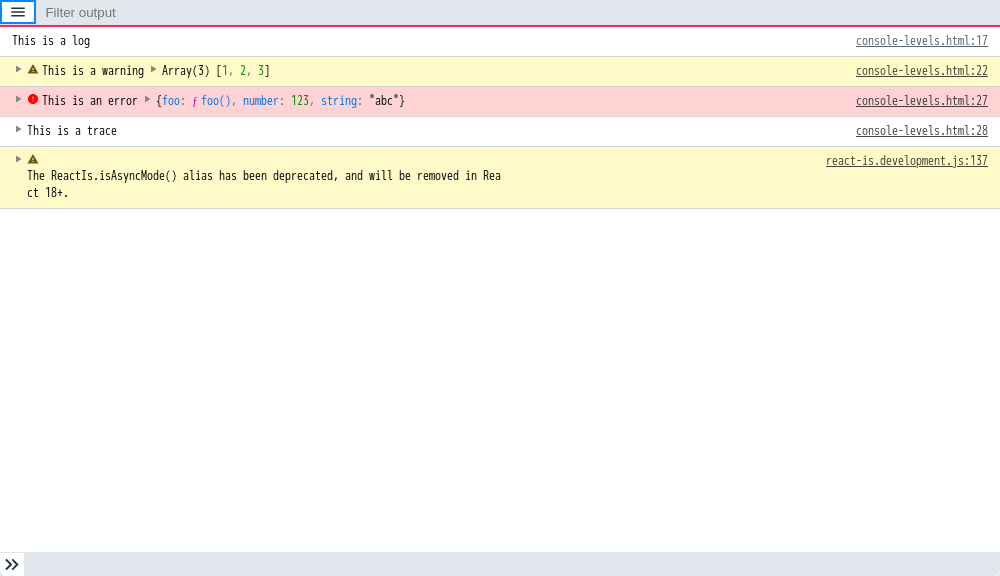 Filter output
This is a log console-levels.html:17
This is a warning Array(3) [1, 2, 3] console-levels.html:22
This is an error {foo: ƒ foo(), number: 123, string: "abc"} console-levels.html:27
This is a trace console-levels.html:28
react-is.development.js:137
The ReactIs.isAsyncMode() alias has been deprecated, and will be removed in Rea
ct 18+.